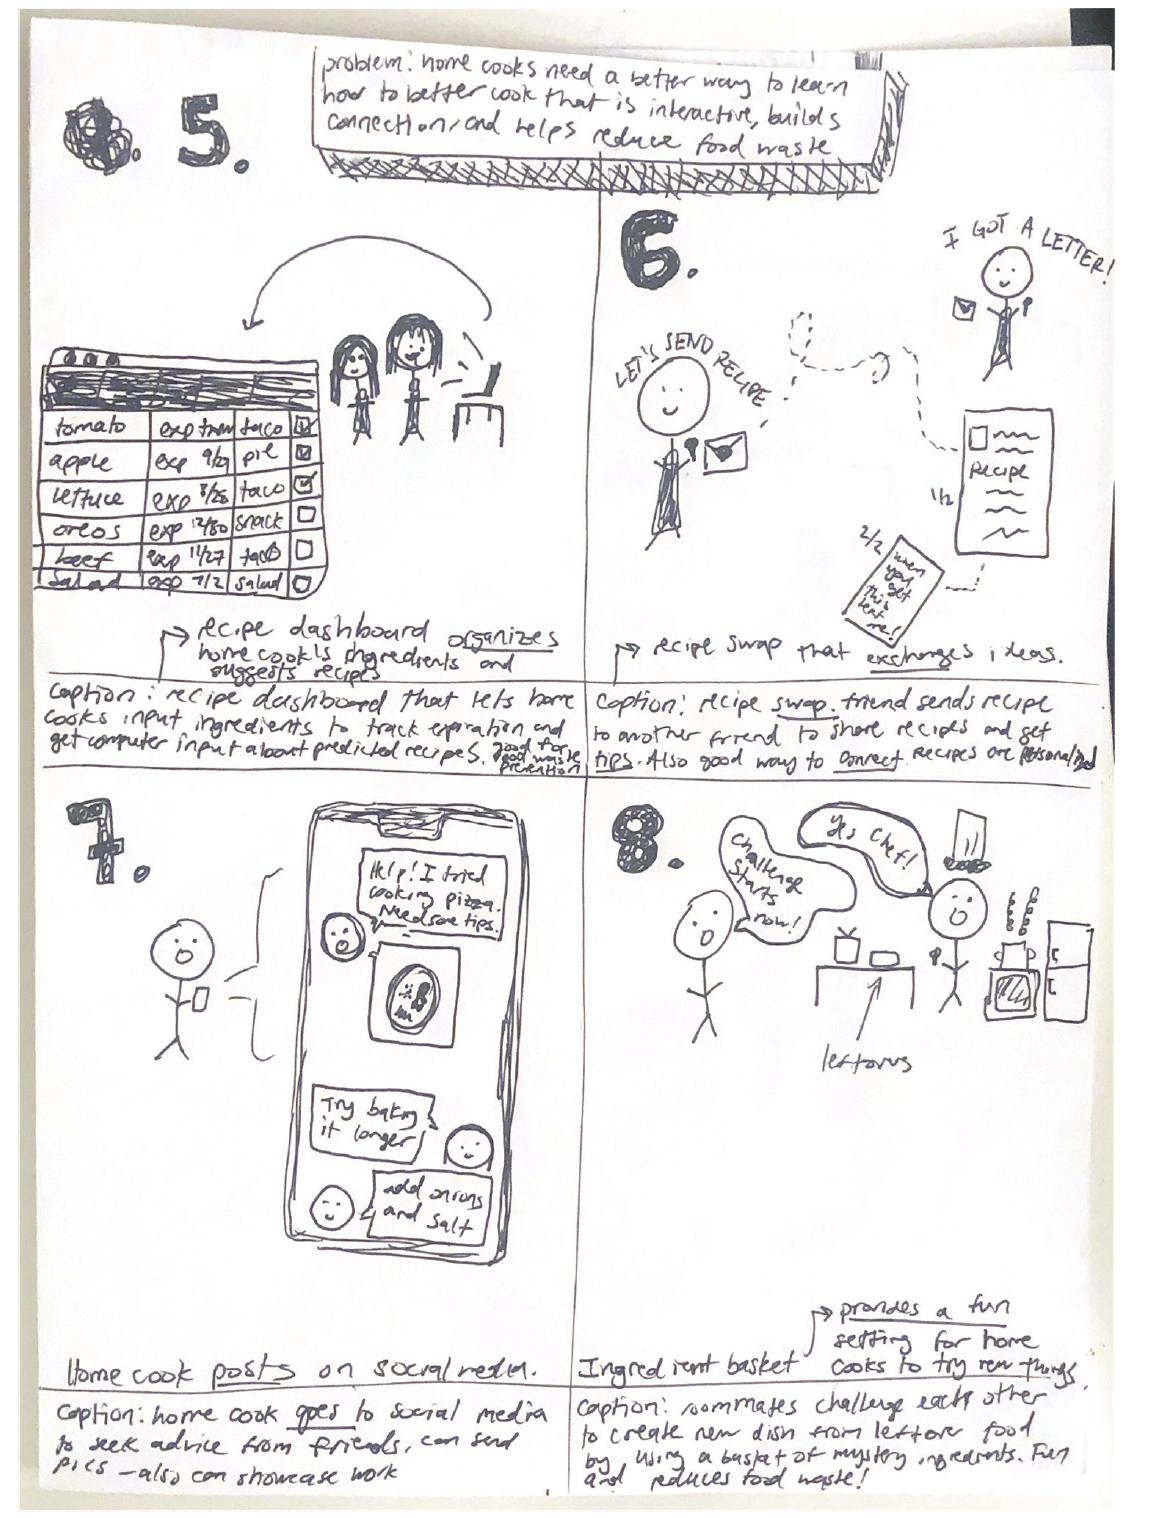 problem: home cooks need a better way to learn
how to better cook that is interactive, builds
connection, and helps reduce food waste
5.
tomato exp taco
apple exp 9/29 pie
lettuce exp 8/28 taco
oreos exp 12/30 snack
beef exp 11/27 taco
salad exp 7/2 salad
recipe dashboard organizes
home cook's ingredients and
suggests recipes
caption: recipe dashboard that lets home
cooks input ingredients to track expiration and
get computer input about predicted recipes. good for
food waste
prevention
6.
I GOT A LETTER!
LET'S SEND RECIPE
RECIPE
1/2
2/2
when
you
get
this
text
me!
recipe swap that exchanges ideas.
Caption: recipe swap. friend sends recipe
to another friend to share recipes and get
tips. Also good way to connect. Recipes are personalized
7.
Help! I tried
cooking pizza.
Need some tips.
Try baking
it longer
add onions
and salt
Home cook posts on social media.
caption: home cook goes to social media
to seek advice from friends, can send
pics – also can showcase work
8.
Challenge
starts
now!
Yes chef!
leftovers
provides a fun
setting for home
Ingredient basket cooks to try new things.
caption: roommates challenge each other
to create new dish from leftover food
by using a basket of mystery ingredients. Fun
and reduces food waste!